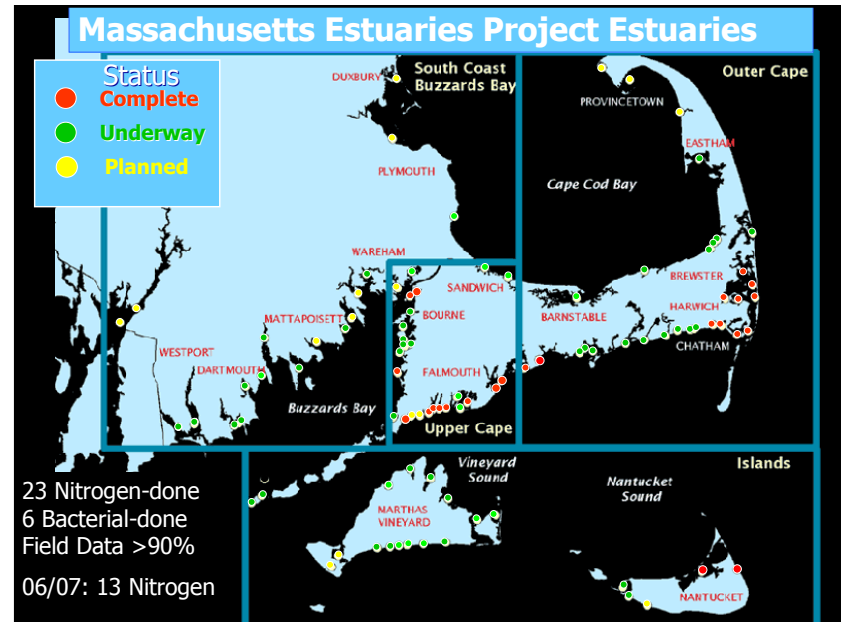 Massachusetts Estuaries Project Estuaries
Status
Complete
Underway
Planned
DUXBURY
South Coast
Buzzards Bay
Outer Cape
PROVINCETOWN
EASTHAM
PLYMOUTH
Cape Cod Bay
WAREHAM
SANDWICH
BREWSTER
HARWICH
BOURNE
BARNSTABLE
MATTAPOISETT
CHATHAM
WESTPORT
DARTMOUTH
FALMOUTH
Buzzards Bay
Upper Cape
Vineyard
Sound
Islands
Nantucket
Sound
MARTHAS
VINEYARD
NANTUCKET
23 Nitrogen-done
6 Bacterial-done
Field Data >90%
06/07: 13 Nitrogen